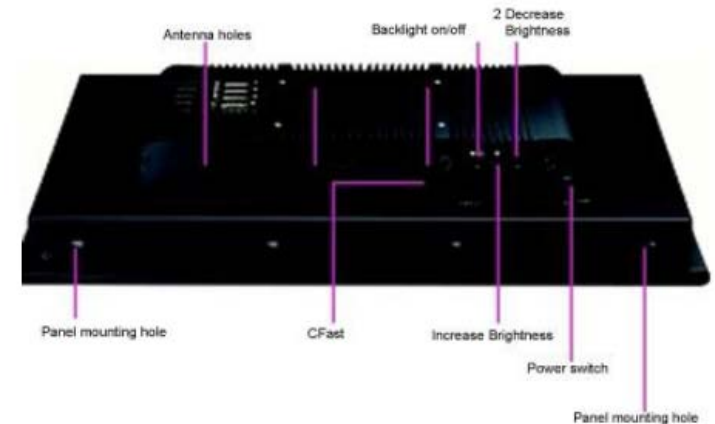 2 Decrease
Brightness
Backlight on/off
Antenna holes
Panel mounting hole
CFast
Increase Brightness
Power switch
Panel mounting hole